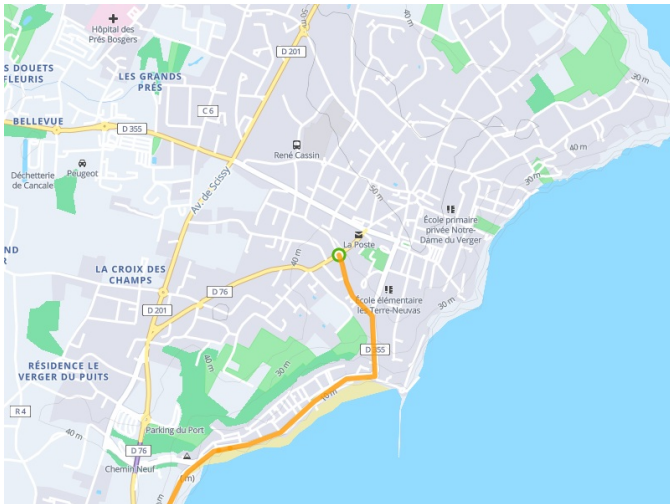 50 m
40 m
Hôpital des
Prés Bosgers
D 201
S DOUETS
FLEURIS
LES GRANDS
PRÉS
30 m
C 6
BELLEVUE
D 355
René Cassin
40 m
Déchetterie
de Cancale
Peugeot
Av. de Scissy
50 m
30 m
École primaire
privée Notre-
Dame du Verger
La Poste
ND
40 m
LA CROIX DES
CHAMPS
D 76
École élémentaire
les Terre-Neuvas
30 m
D 201
D 355
RÉSIDENCE LE
VERGER DU PUITS
40 m
30 m
10 m
R 4
40 m
Parking du Port
D 76
Chemin Neuf
m)